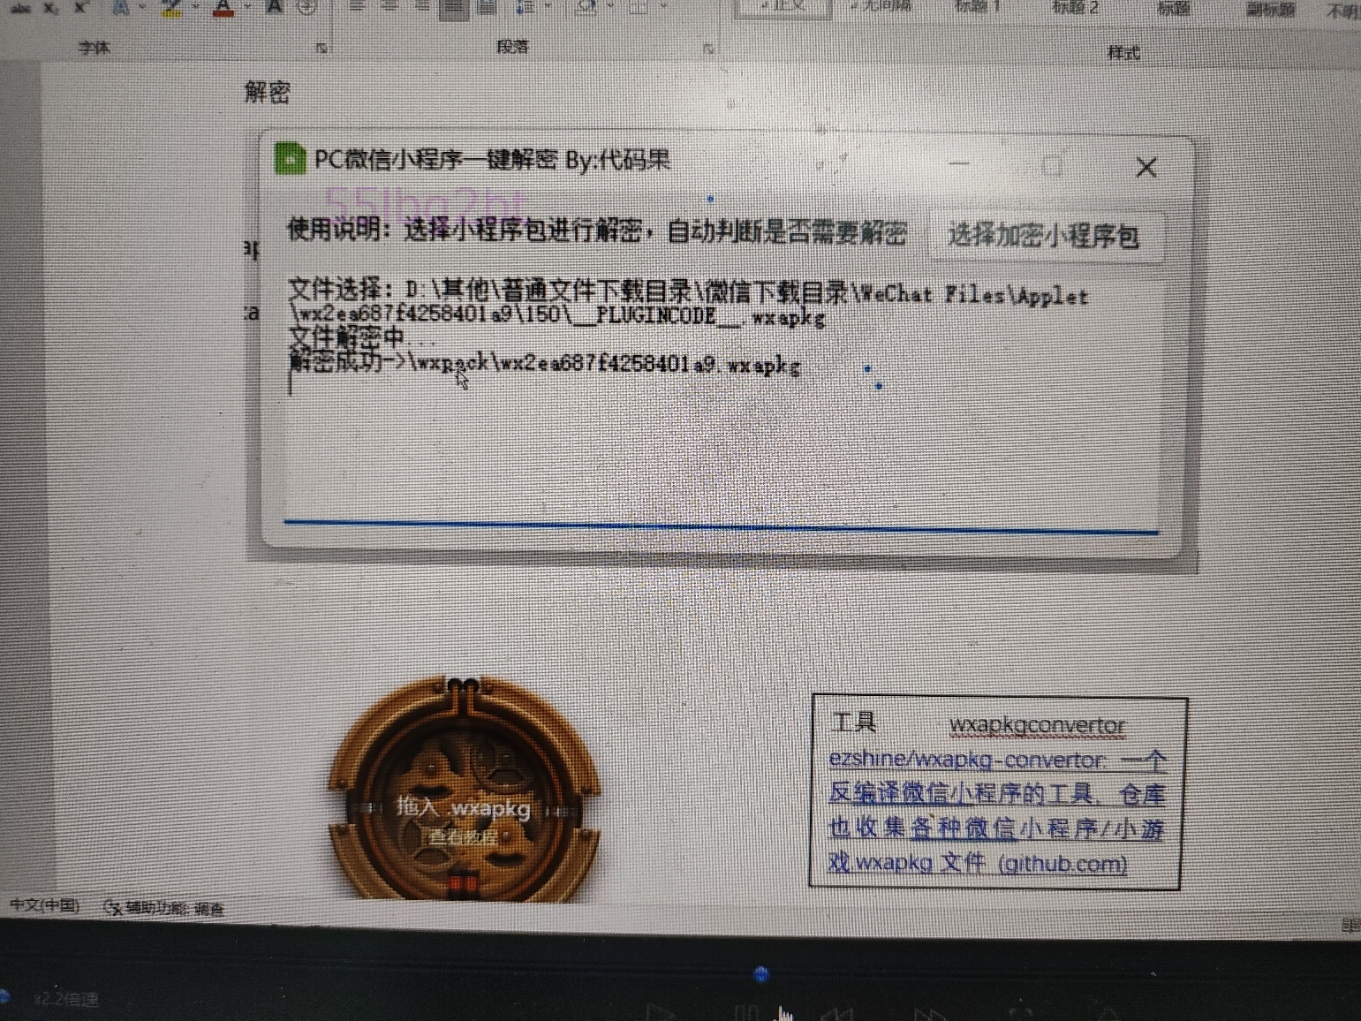 abc x₂ x² A A A
正文 无间隔 标题 1 标题 2 标题 副标题 不明
字体 段落 样式
解密
PC微信小程序一键解密 By:代码果
55lbg2bt
使用说明：选择小程序包进行解密，自动判断是否需要解密 选择加密小程序包
文件选择：D:\其他\普通文件下载目录\微信下载目录\WeChat Files\Applet
\wx2ea687f4258401a9\150\__PLUGINCODE__.wxapkg
文件解密中...
解密成功->\wxpack\wx2ea687f4258401a9.wxapkg
工具 wxapkgconvertor
ezshine/wxapkg-convertor: 一个
反编译微信小程序的工具，仓库
也收集各种微信小程序/小游
戏 wxapkg 文件 (github.com)
拖入 .wxapkg
查看教程
中文(中国) 辅助功能: 调查
x2.2倍速